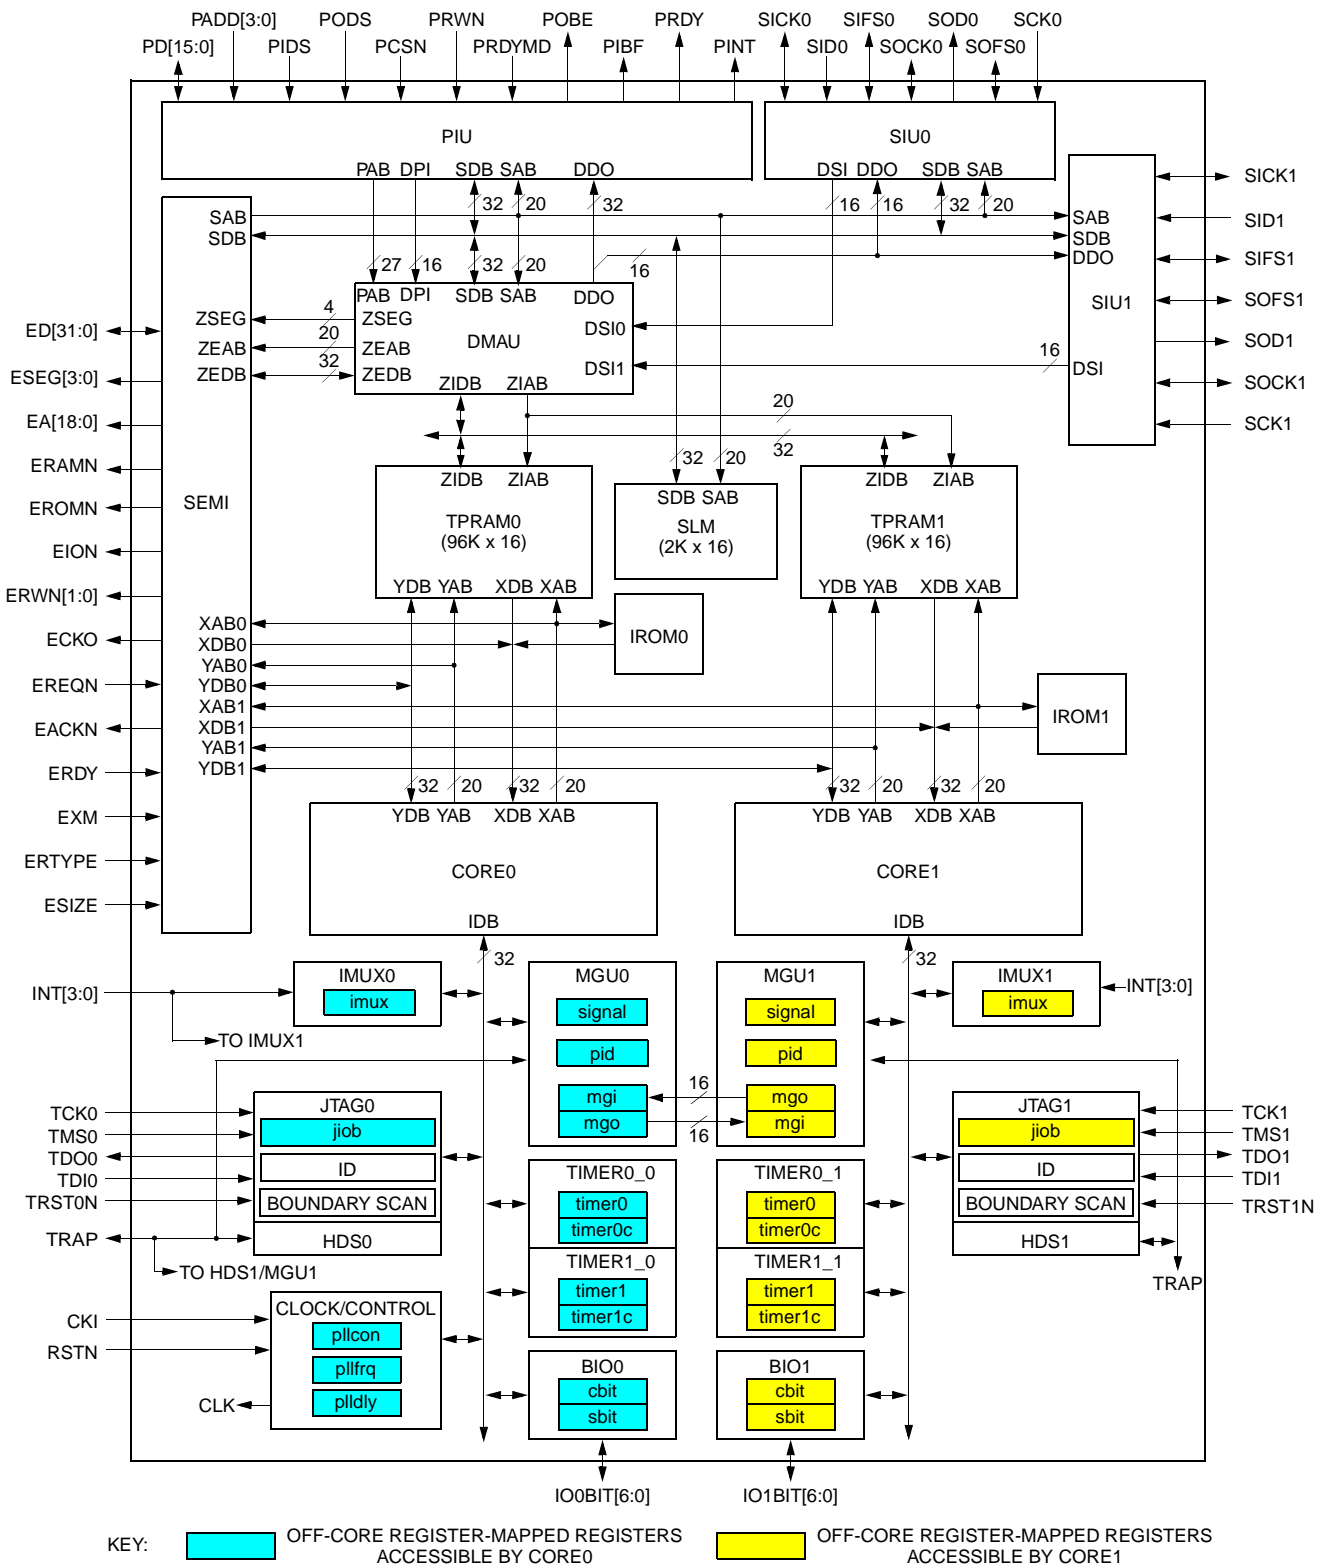 PADD[3:0] PODS PRWN POBE PRDY SICK0 SIFS0 SOD0 SCK0
PD[15:0] PIDS PCSN PRDYMD PIBF PINT SID0 SOCK0 SOFS0
PIU
SIU0
PAB DPI SDB SAB DDO
DSI DDO SDB SAB
32 20 32
16 16 32 20
SICK1
SID1
SIFS1
SOFS1
SOD1
SOCK1
SCK1
SAB
SDB
SAB
SDB
DDO
SIU1
DSI
27 16 32 20 16
PAB DPI SDB SAB DDO
ZSEG 4 ZSEG
ZEAB 20 ZEAB
ZEDB 32 ZEDB
DMAU
DSI0
DSI1
16
ZIDB ZIAB
20
32
ED[31:0]
ESEG[3:0]
EA[18:0]
ERAMN
EROMN
EION
ERWN[1:0]
ECKO
EREQN
EACKN
ERDY
EXM
ERTYPE
ESIZE
SEMI
ZIDB ZIAB
TPRAM0
(96K x 16)
YDB YAB XDB XAB
32 20
SDB SAB
SLM
(2K x 16)
ZIDB ZIAB
TPRAM1
(96K x 16)
YDB YAB XDB XAB
XAB0
XDB0
YAB0
YDB0
XAB1
XDB1
YAB1
YDB1
IROM0
IROM1
32 20 32 20
32 20 32 20
YDB YAB XDB XAB
CORE0
IDB
YDB YAB XDB XAB
CORE1
IDB
32
32
INT[3:0]
IMUX0
imux
TO IMUX1
MGU0
signal
pid
mgi
mgo
16
16
MGU1
signal
pid
mgo
mgi
IMUX1
imux
INT[3:0]
TCK0
TMS0
TDO0
TDI0
TRST0N
TRAP
JTAG0
jiob
ID
BOUNDARY SCAN
HDS0
TO HDS1/MGU1
TIMER0_0
timer0
timer0c
TIMER1_0
timer1
timer1c
TIMER0_1
timer0
timer0c
TIMER1_1
timer1
timer1c
JTAG1
jiob
ID
BOUNDARY SCAN
HDS1
TCK1
TMS1
TDO1
TDI1
TRST1N
TRAP
CKI
RSTN
CLK
CLOCK/CONTROL
pllcon
pllfrq
plldly
BIO0
cbit
sbit
BIO1
cbit
sbit
IO0BIT[6:0]
IO1BIT[6:0]
KEY:
OFF-CORE REGISTER-MAPPED REGISTERS
ACCESSIBLE BY CORE0
OFF-CORE REGISTER-MAPPED REGISTERS
ACCESSIBLE BY CORE1